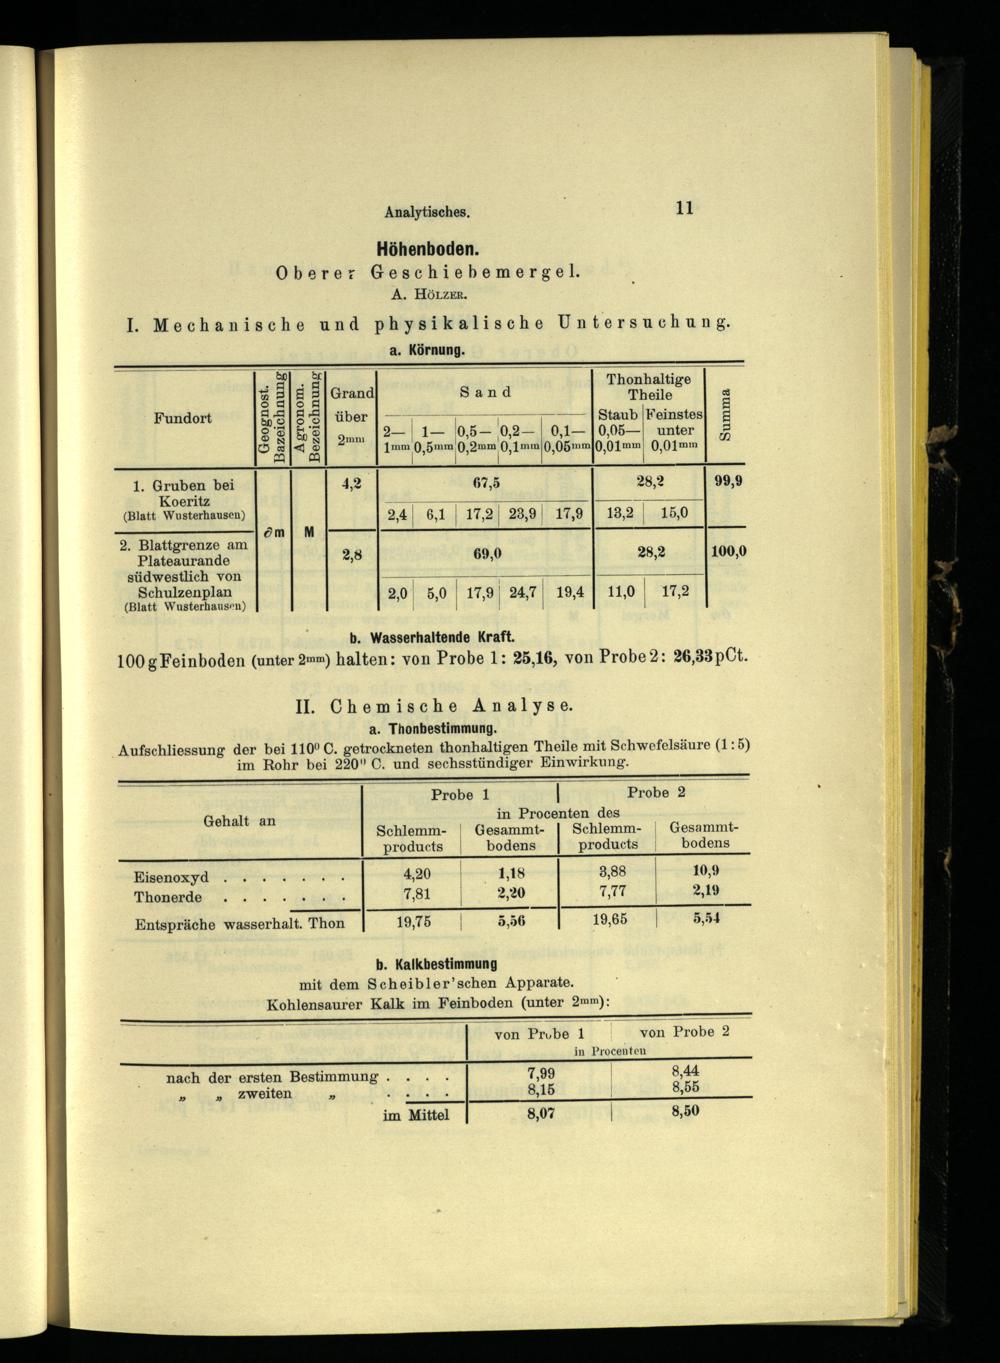 Analytisches. 11
Höhenboden.
Oberer Geschiebemergel.
A. HÖLZER.
I. Mechanische und physikalische Untersuchung.
a. Körnung.
Fundort | Geognost. Bazeichnung | Agronom. Bezeichnung | Grand über 2mm | Sand | Thonhaltige Theile | Summa
2—1mm | 1—0,5mm | 0,5—0,2mm | 0,2—0,1mm | 0,1—0,05mm | Staub 0,05—0,01mm | Feinstes unter 0,01mm
1. Gruben bei Koeritz (Blatt Wusterhausen) | ∂m | M | 4,2 | 67,5 | 28,2 | 99,9
2,4 | 6,1 | 17,2 | 23,9 | 17,9 | 13,2 | 15,0
2. Blattgrenze am Plateaurande südwestlich von Schulzenplan (Blatt Wusterhausen) | 2,8 | 69,0 | 28,2 | 100,0
2,0 | 5,0 | 17,9 | 24,7 | 19,4 | 11,0 | 17,2
b. Wasserhaltende Kraft.
100 g Feinboden (unter 2mm) halten: von Probe 1: 25,16, von Probe 2: 26,33 pCt.
II. Chemische Analyse.
a. Thonbestimmung.
Aufschliessung der bei 110° C. getrockneten thonhaltigen Theile mit Schwefelsäure (1:5)
im Rohr bei 220° C. und sechsstündiger Einwirkung.
Gehalt an | Probe 1 | Probe 2
in Procenten des
Schlemm-products | Gesammt-bodens | Schlemm-products | Gesammt-bodens
Eisenoxyd . . . . . . . | 4,20 | 1,18 | 3,88 | 10,9
Thonerde . . . . . . . | 7,81 | 2,20 | 7,77 | 2,19
Entspräche wasserhalt. Thon | 19,75 | 5,56 | 19,65 | 5,54
b. Kalkbestimmung
mit dem Scheibler'schen Apparate.
Kohlensaurer Kalk im Feinboden (unter 2mm):
von Probe 1 | von Probe 2
in Procenten
nach der ersten Bestimmung . . . . | 7,99 | 8,44
„ „ zweiten „ . . . . | 8,15 | 8,55
im Mittel | 8,07 | 8,50